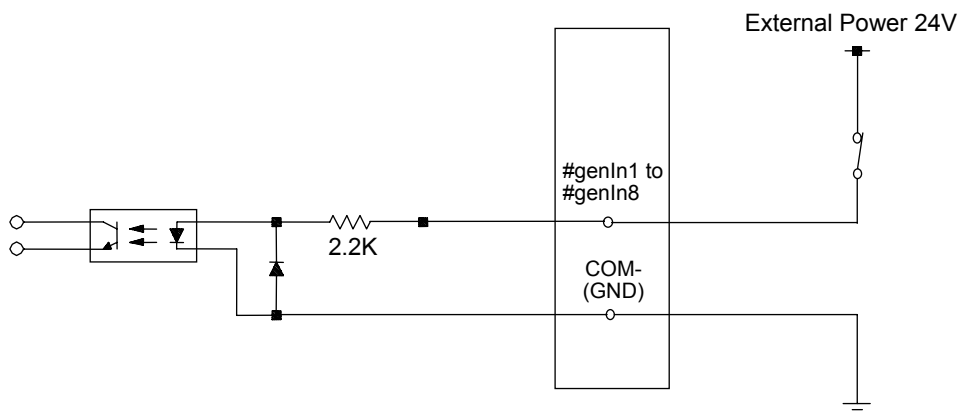 External Power 24V
#genIn1 to
#genIn8
2.2K
COM-
(GND)